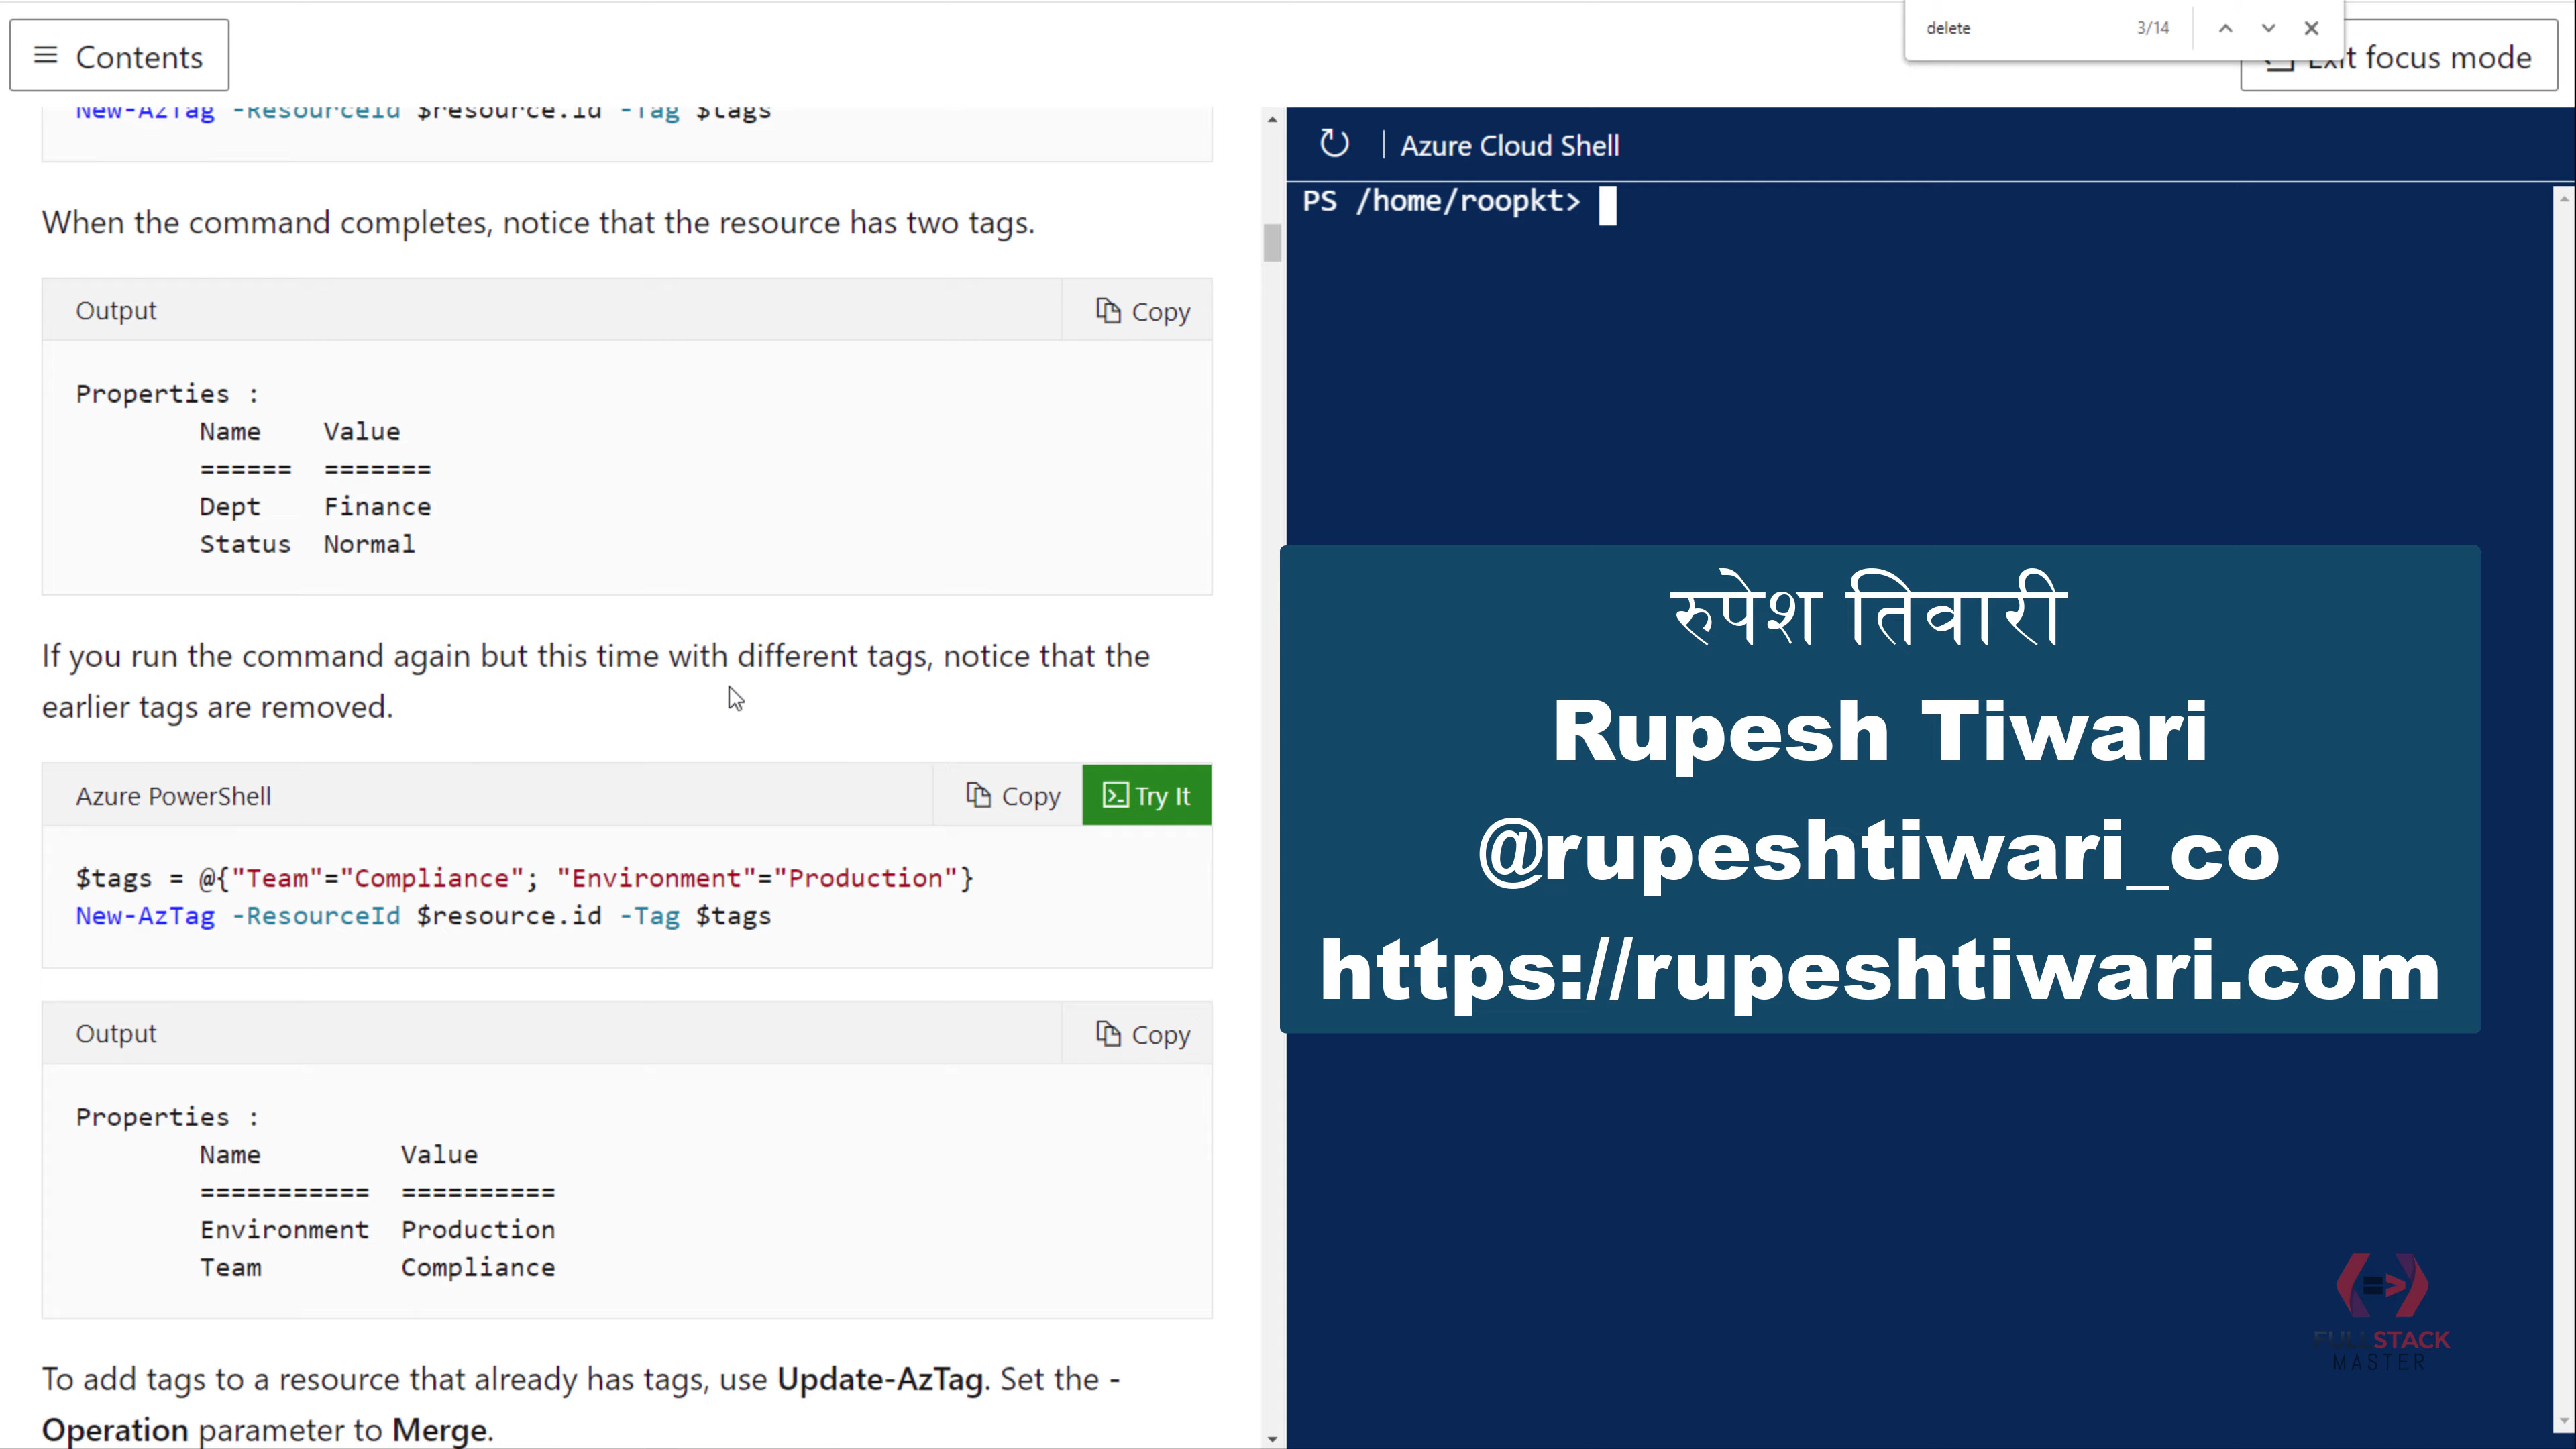 Contents
delete 3/14
Exit focus mode
New-AzTag -ResourceId $resource.id -Tag $tags
When the command completes, notice that the resource has two tags.
Output Copy
Properties :
Name Value
====== =======
Dept Finance
Status Normal
If you run the command again but this time with different tags, notice that the
earlier tags are removed.
Azure PowerShell Copy Try It
$tags = @{"Team"="Compliance"; "Environment"="Production"}
New-AzTag -ResourceId $resource.id -Tag $tags
Output Copy
Properties :
Name Value
=========== ==========
Environment Production
Team Compliance
To add tags to a resource that already has tags, use Update-AzTag. Set the -
Operation parameter to Merge.
Azure Cloud Shell
PS /home/roopkt>
रुपेश तिवारी
Rupesh Tiwari
@rupeshtiwari_co
https://rupeshtiwari.com
FULLSTACK
MASTER